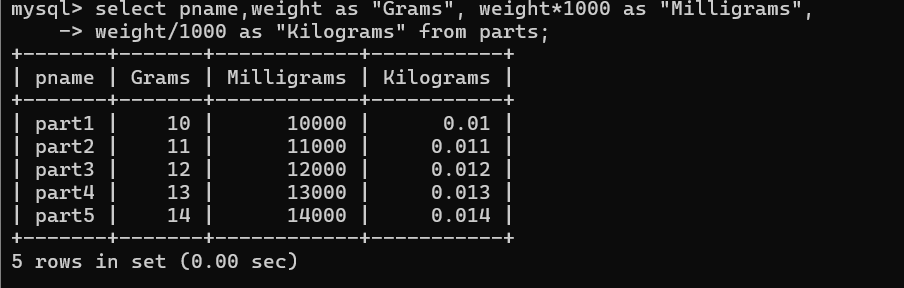 mysql> select pname,weight as "Grams", weight*1000 as "Milligrams",
    -> weight/1000 as "Kilograms" from parts;
+-------+-------+------------+-----------+
| pname | Grams | Milligrams | Kilograms |
+-------+-------+------------+-----------+
| part1 |    10 |      10000 |      0.01 |
| part2 |    11 |      11000 |     0.011 |
| part3 |    12 |      12000 |     0.012 |
| part4 |    13 |      13000 |     0.013 |
| part5 |    14 |      14000 |     0.014 |
+-------+-------+------------+-----------+
5 rows in set (0.00 sec)